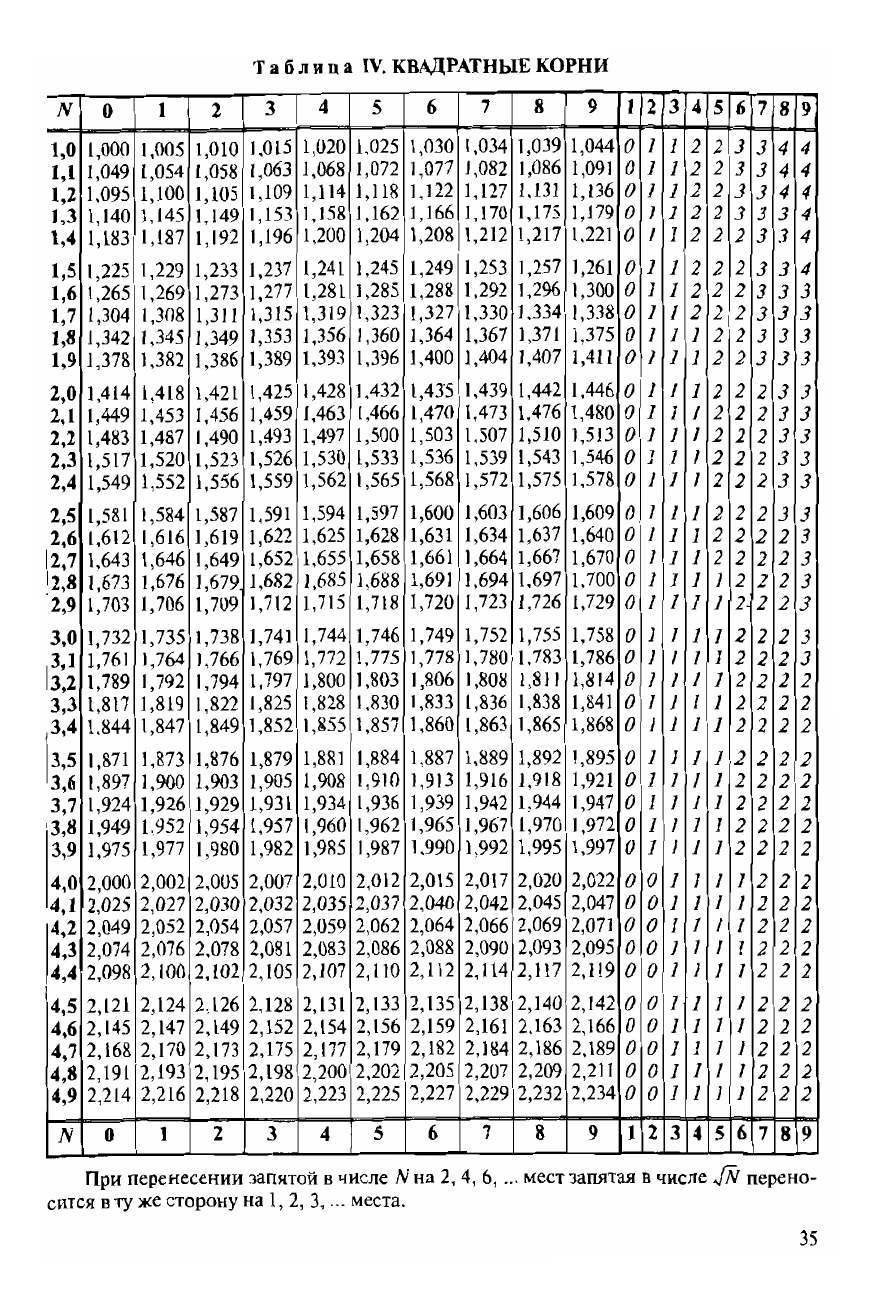 Таблица IV. КВАДРАТНЫЕ КОРНИ
N 0 1 2 3 4 5 6 7 8 9 1 2 3 4 5 6 7 8 9
1,0 1,000 1,005 1,010 1,015 1,020 1,025 1,030 1,034 1,039 1,044 0 1 1 2 2 3 3 4 4
1,1 1,049 1,054 1,058 1,063 1,068 1,072 1,077 1,082 1,086 1,091 0 1 1 2 2 3 3 4 4
1,2 1,095 1,100 1,105 1,109 1,114 1,118 1,122 1,127 1,131 1,136 0 1 1 2 2 3 3 4 4
1,3 1,140 1,145 1,149 1,153 1,158 1,162 1,166 1,170 1,175 1,179 0 1 1 2 2 3 3 3 4
1,4 1,183 1,187 1,192 1,196 1,200 1,204 1,208 1,212 1,217 1,221 0 1 1 2 2 2 3 3 4
1,5 1,225 1,229 1,233 1,237 1,241 1,245 1,249 1,253 1,257 1,261 0 1 1 2 2 2 3 3 4
1,6 1,265 1,269 1,273 1,277 1,281 1,285 1,288 1,292 1,296 1,300 0 1 1 2 2 2 3 3 3
1,7 1,304 1,308 1,311 1,315 1,319 1,323 1,327 1,330 1,334 1,338 0 1 1 2 2 2 3 3 3
1,8 1,342 1,345 1,349 1,353 1,356 1,360 1,364 1,367 1,371 1,375 0 1 1 1 2 2 3 3 3
1,9 1,378 1,382 1,386 1,389 1,393 1,396 1,400 1,404 1,407 1,411 0 1 1 1 2 2 3 3 3
2,0 1,414 1,418 1,421 1,425 1,428 1,432 1,435 1,439 1,442 1,446 0 1 1 1 2 2 2 3 3
2,1 1,449 1,453 1,456 1,459 1,463 1,466 1,470 1,473 1,476 1,480 0 1 1 1 2 2 2 3 3
2,2 1,483 1,487 1,490 1,493 1,497 1,500 1,503 1,507 1,510 1,513 0 1 1 1 2 2 2 3 3
2,3 1,517 1,520 1,523 1,526 1,530 1,533 1,536 1,539 1,543 1,546 0 1 1 1 2 2 2 3 3
2,4 1,549 1,552 1,556 1,559 1,562 1,565 1,568 1,572 1,575 1,578 0 1 1 1 2 2 2 3 3
2,5 1,581 1,584 1,587 1,591 1,594 1,597 1,600 1,603 1,606 1,609 0 1 1 1 2 2 2 3 3
2,6 1,612 1,616 1,619 1,622 1,625 1,628 1,631 1,634 1,637 1,640 0 1 1 1 2 2 2 2 3
2,7 1,643 1,646 1,649 1,652 1,655 1,658 1,661 1,664 1,667 1,670 0 1 1 1 2 2 2 2 3
2,8 1,673 1,676 1,679 1,682 1,685 1,688 1,691 1,694 1,697 1,700 0 1 1 1 1 2 2 2 3
2,9 1,703 1,706 1,709 1,712 1,715 1,718 1,720 1,723 1,726 1,729 0 1 1 1 1 2 2 2 3
3,0 1,732 1,735 1,738 1,741 1,744 1,746 1,749 1,752 1,755 1,758 0 1 1 1 1 2 2 2 3
3,1 1,761 1,764 1,766 1,769 1,772 1,775 1,778 1,780 1,783 1,786 0 1 1 1 1 2 2 2 3
3,2 1,789 1,792 1,794 1,797 1,800 1,803 1,806 1,808 1,811 1,814 0 1 1 1 1 2 2 2 2
3,3 1,817 1,819 1,822 1,825 1,828 1,830 1,833 1,836 1,838 1,841 0 1 1 1 1 2 2 2 2
3,4 1,844 1,847 1,849 1,852 1,855 1,857 1,860 1,863 1,865 1,868 0 1 1 1 1 2 2 2 2
3,5 1,871 1,873 1,876 1,879 1,881 1,884 1,887 1,889 1,892 1,895 0 1 1 1 1 2 2 2 2
3,6 1,897 1,900 1,903 1,905 1,908 1,910 1,913 1,916 1,918 1,921 0 1 1 1 1 2 2 2 2
3,7 1,924 1,926 1,929 1,931 1,934 1,936 1,939 1,942 1,944 1,947 0 1 1 1 1 2 2 2 2
3,8 1,949 1,952 1,954 1,957 1,960 1,962 1,965 1,967 1,970 1,972 0 1 1 1 1 2 2 2 2
3,9 1,975 1,977 1,980 1,982 1,985 1,987 1,990 1,992 1,995 1,997 0 1 1 1 1 2 2 2 2
4,0 2,000 2,002 2,005 2,007 2,010 2,012 2,015 2,017 2,020 2,022 0 0 1 1 1 1 2 2 2
4,1 2,025 2,027 2,030 2,032 2,035 2,037 2,040 2,042 2,045 2,047 0 0 1 1 1 1 2 2 2
4,2 2,049 2,052 2,054 2,057 2,059 2,062 2,064 2,066 2,069 2,071 0 0 1 1 1 1 2 2 2
4,3 2,074 2,076 2,078 2,081 2,083 2,086 2,088 2,090 2,093 2,095 0 0 1 1 1 1 2 2 2
4,4 2,098 2,100 2,102 2,105 2,107 2,110 2,112 2,114 2,117 2,119 0 0 1 1 1 1 2 2 2
4,5 2,121 2,124 2,126 2,128 2,131 2,133 2,135 2,138 2,140 2,142 0 0 1 1 1 1 2 2 2
4,6 2,145 2,147 2,149 2,152 2,154 2,156 2,159 2,161 2,163 2,166 0 0 1 1 1 1 2 2 2
4,7 2,168 2,170 2,173 2,175 2,177 2,179 2,182 2,184 2,186 2,189 0 0 1 1 1 1 2 2 2
4,8 2,191 2,193 2,195 2,198 2,200 2,202 2,205 2,207 2,209 2,211 0 0 1 1 1 1 2 2 2
4,9 2,214 2,216 2,218 2,220 2,223 2,225 2,227 2,229 2,232 2,234 0 0 1 1 1 1 2 2 2
N 0 1 2 3 4 5 6 7 8 9 1 2 3 4 5 6 7 8 9
При перенесении запятой в числе N на 2, 4, 6, ... мест запятая в числе √N перено-
сится в ту же сторону на 1, 2, 3, ... места.
35